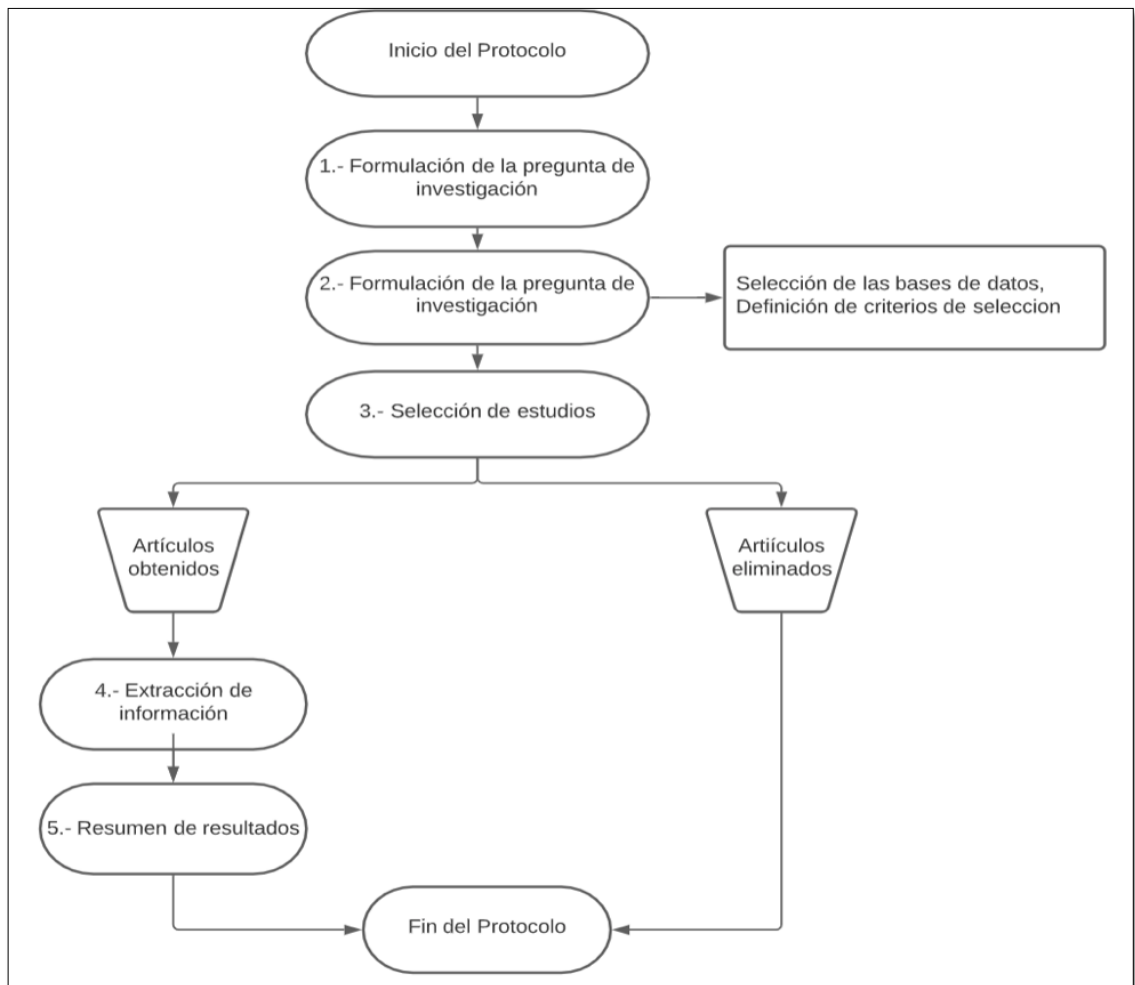 Inicio del Protocolo
1.- Formulación de la pregunta de
investigación
2.- Formulación de la pregunta de
investigación
Selección de las bases de datos,
Definición de criterios de seleccion
3.- Selección de estudios
Artículos
obtenidos
Artiículos
eliminados
4.- Extracción de
información
5.- Resumen de resultados
Fin del Protocolo